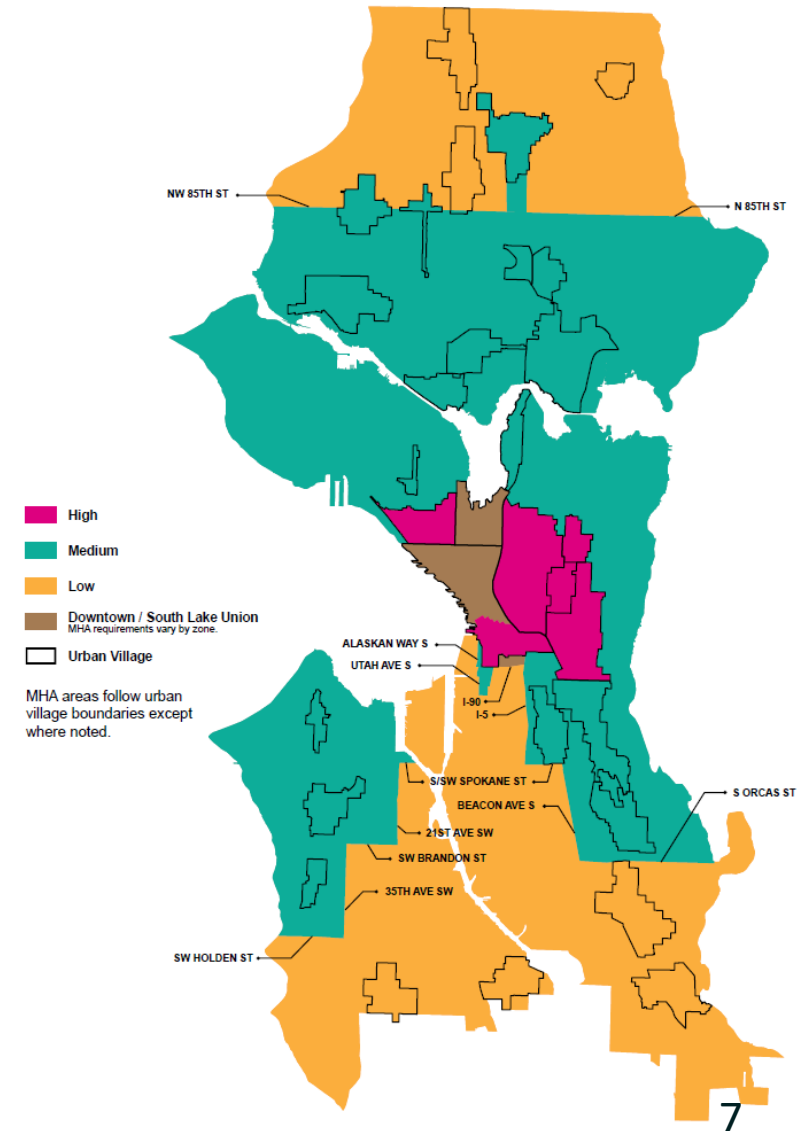 NW 85TH ST
N 85TH ST
High
Medium
Low
Downtown / South Lake Union
MHA requirements vary by zone.
Urban Village
MHA areas follow urban
village boundaries except
where noted.
ALASKAN WAY S
UTAH AVE S
I-90
I-5
S/SW SPOKANE ST
BEACON AVE S
S ORCAS ST
21ST AVE SW
SW BRANDON ST
35TH AVE SW
SW HOLDEN ST
7